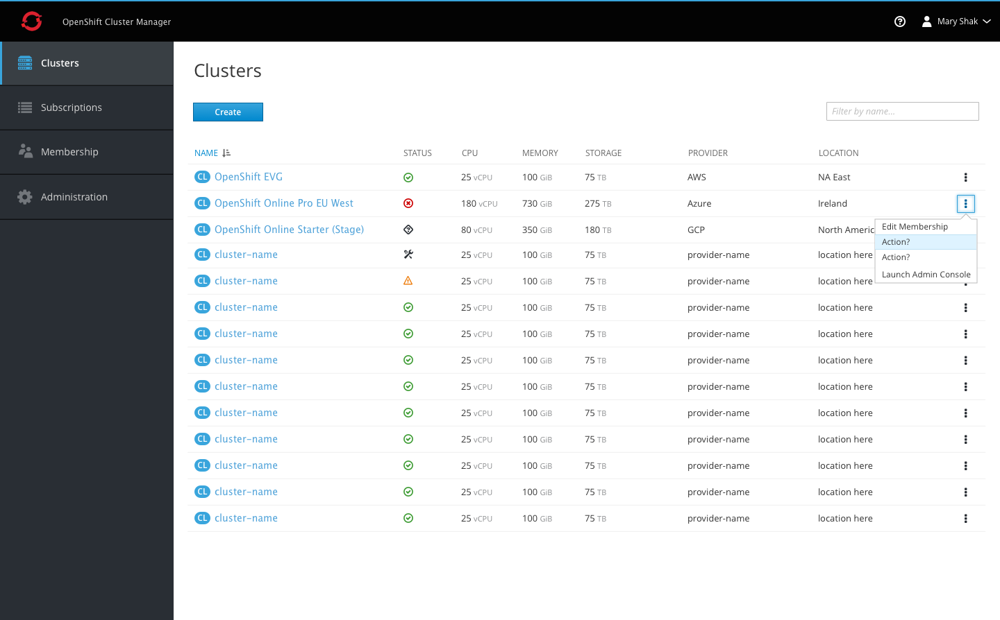 OpenShift Cluster Manager
Mary Shak
Clusters
Subscriptions
Membership
Administration
Clusters
Create
Filter by name...
NAME STATUS CPU MEMORY STORAGE PROVIDER LOCATION
CL OpenShift EVG 25 vCPU 100 GiB 75 TB AWS NA East
CL OpenShift Online Pro EU West 180 vCPU 730 GiB 275 TB Azure Ireland
CL OpenShift Online Starter (Stage) 80 vCPU 350 GiB 180 TB GCP North Americ
Edit Membership
Action?
Action?
Launch Admin Console
CL cluster-name 25 vCPU 100 GiB 75 TB provider-name location here
CL cluster-name 25 vCPU 100 GiB 75 TB provider-name location here
CL cluster-name 25 vCPU 100 GiB 75 TB provider-name location here
CL cluster-name 25 vCPU 100 GiB 75 TB provider-name location here
CL cluster-name 25 vCPU 100 GiB 75 TB provider-name location here
CL cluster-name 25 vCPU 100 GiB 75 TB provider-name location here
CL cluster-name 25 vCPU 100 GiB 75 TB provider-name location here
CL cluster-name 25 vCPU 100 GiB 75 TB provider-name location here
CL cluster-name 25 vCPU 100 GiB 75 TB provider-name location here
CL cluster-name 25 vCPU 100 GiB 75 TB provider-name location here
CL cluster-name 25 vCPU 100 GiB 75 TB provider-name location here